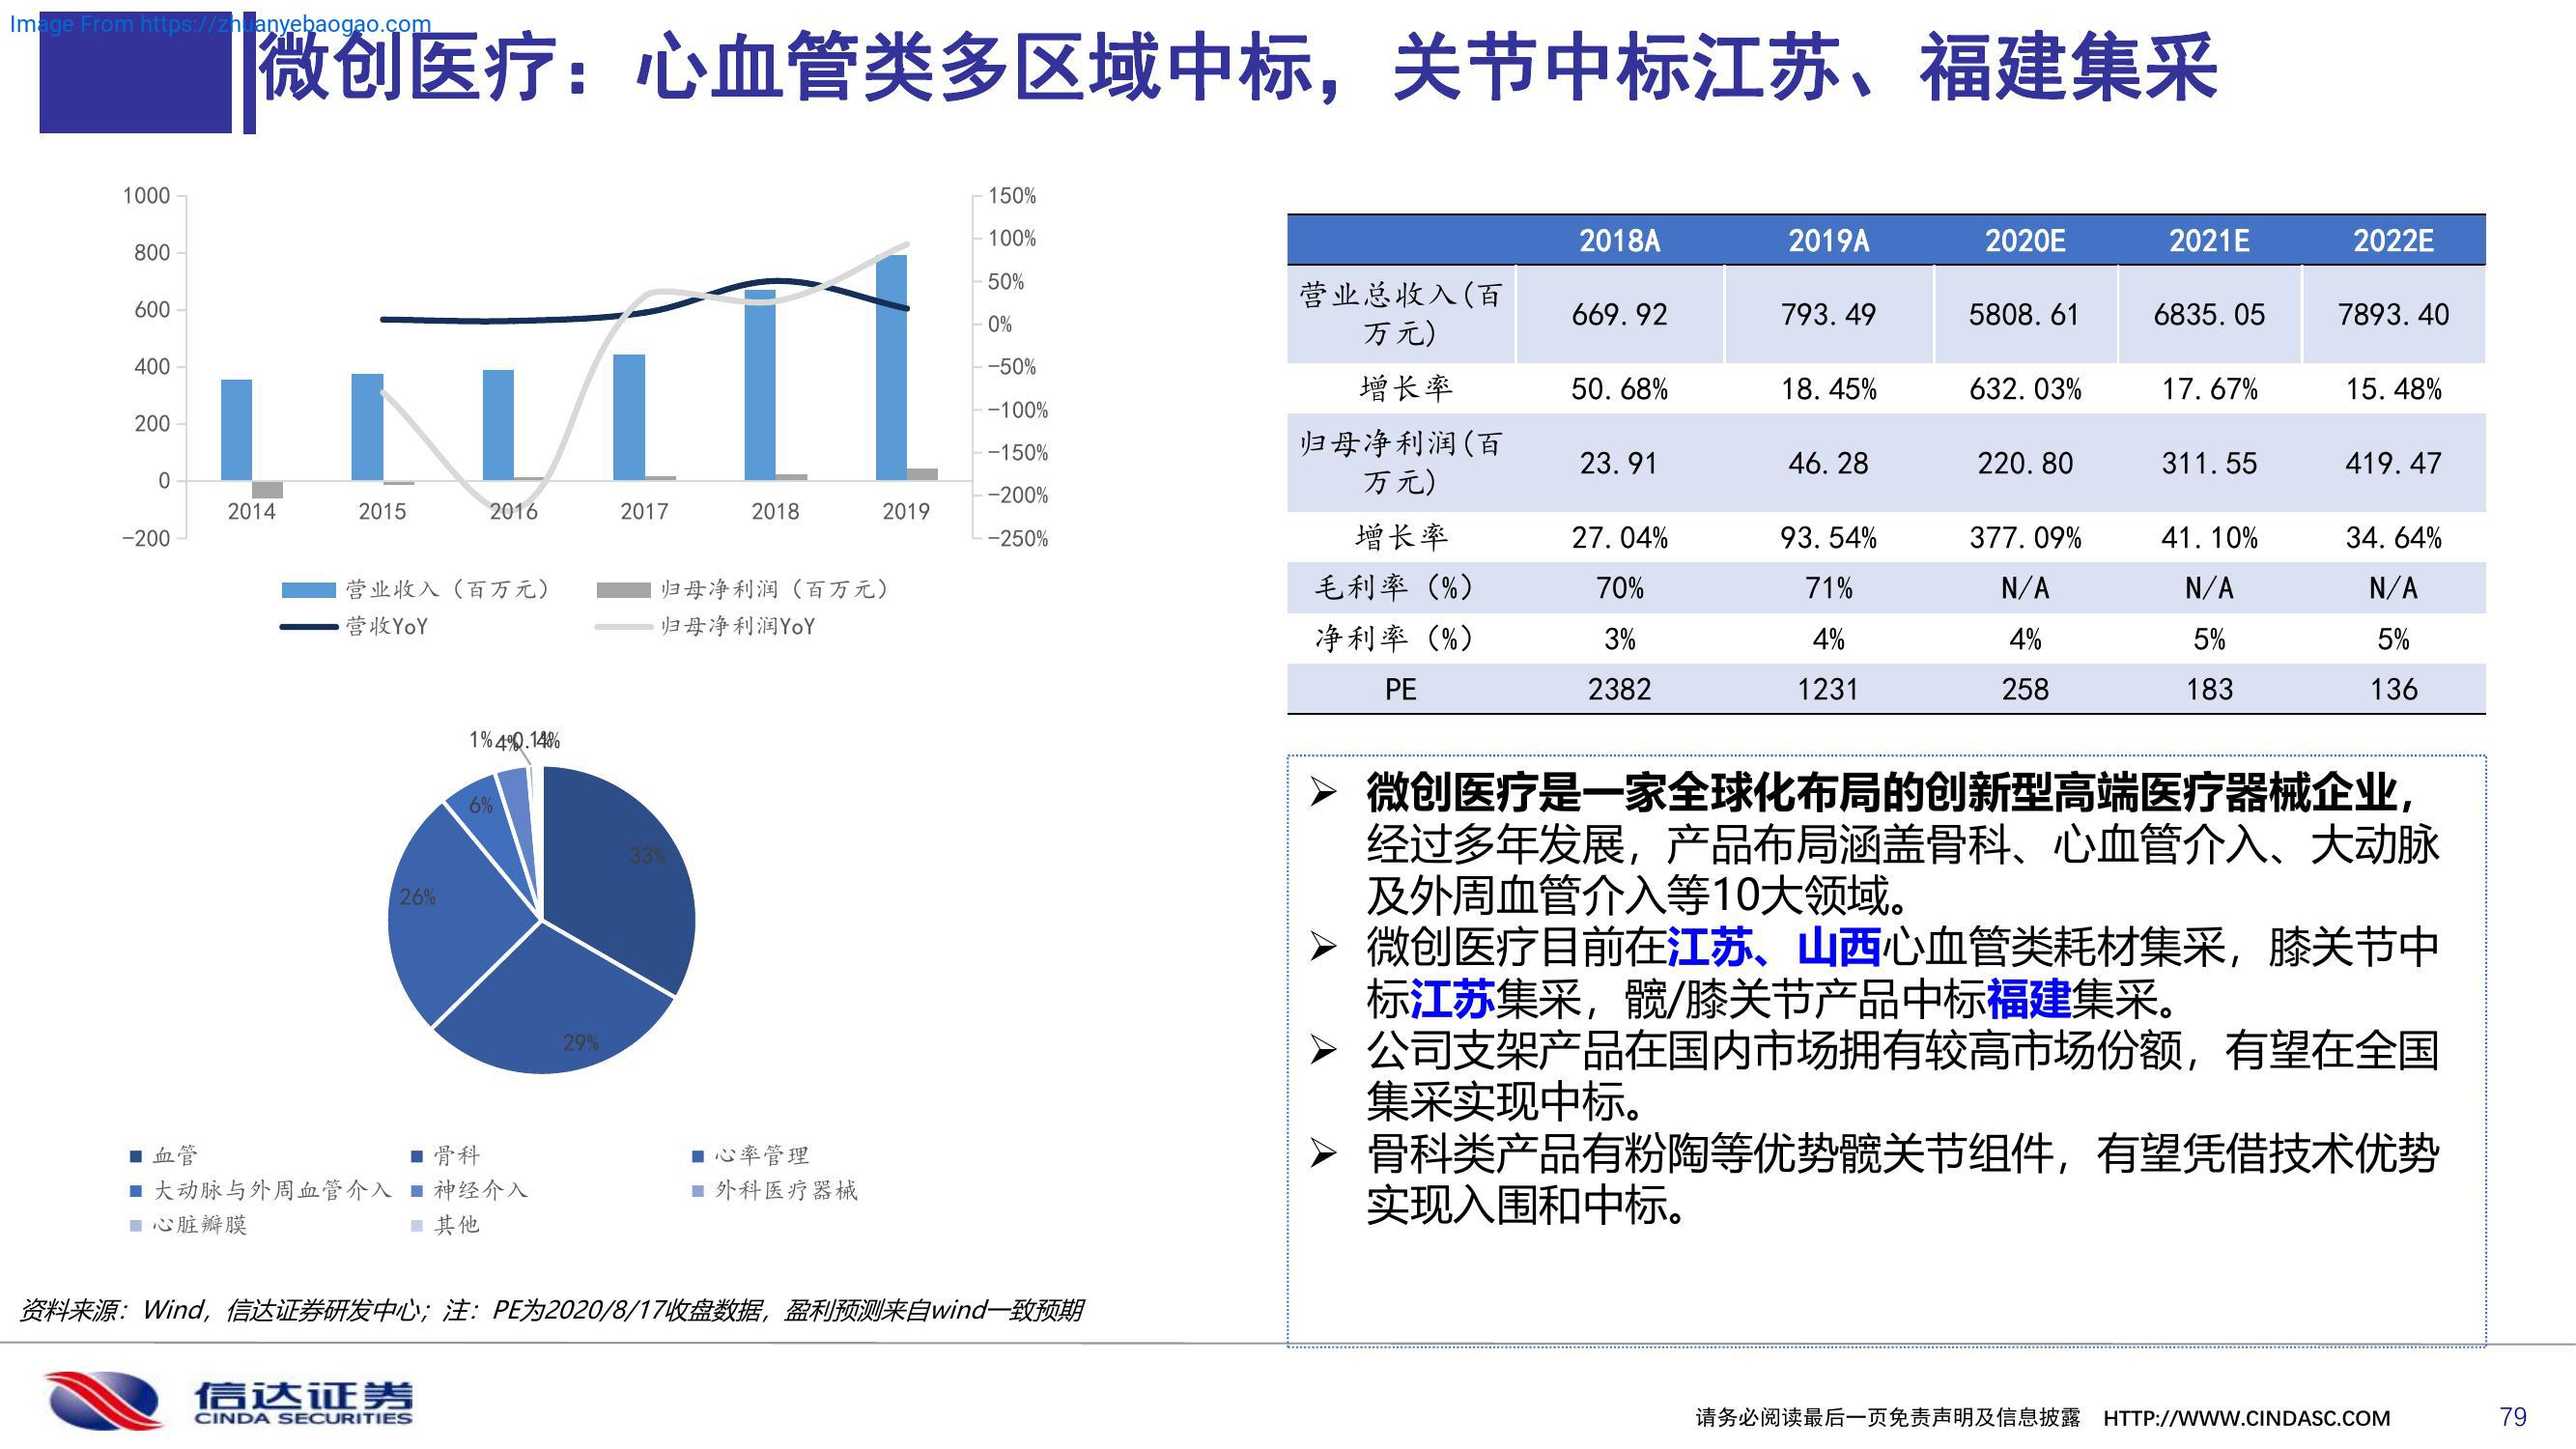 Image From https://zhuanyebaogao.com
微创医疗：心血管类多区域中标，关节中标江苏、福建集采
1000
800
600
400
200
0
-200
150%
100%
50%
0%
-50%
-100%
-150%
-200%
-250%
2014 2015 2016 2017 2018 2019
营业收入（百万元） 归母净利润（百万元）
营收YoY 归母净利润YoY
2018A 2019A 2020E 2021E 2022E
营业总收入(百
万元) 669.92 793.49 5808.61 6835.05 7893.40
增长率 50.68% 18.45% 632.03% 17.67% 15.48%
归母净利润(百
万元) 23.91 46.28 220.80 311.55 419.47
增长率 27.04% 93.54% 377.09% 41.10% 34.64%
毛利率（%） 70% 71% N/A N/A N/A
净利率（%） 3% 4% 4% 5% 5%
PE 2382 1231 258 183 136
1% 4%
6%
33%
26%
29%
血管 骨科 心率管理
大动脉与外周血管介入 神经介入 外科医疗器械
心脏瓣膜 其他
微创医疗是一家全球化布局的创新型高端医疗器械企业，
经过多年发展，产品布局涵盖骨科、心血管介入、大动脉
及外周血管介入等10大领域。
微创医疗目前在江苏、山西心血管类耗材集采，膝关节中
标江苏集采，髋/膝关节产品中标福建集采。
公司支架产品在国内市场拥有较高市场份额，有望在全国
集采实现中标。
骨科类产品有粉陶等优势髋关节组件，有望凭借技术优势
实现入围和中标。
资料来源：Wind，信达证券研发中心；注：PE为2020/8/17收盘数据，盈利预测来自wind一致预期
信达证券
CINDA SECURITIES
请务必阅读最后一页免责声明及信息披露 HTTP://WWW.CINDASC.COM 79